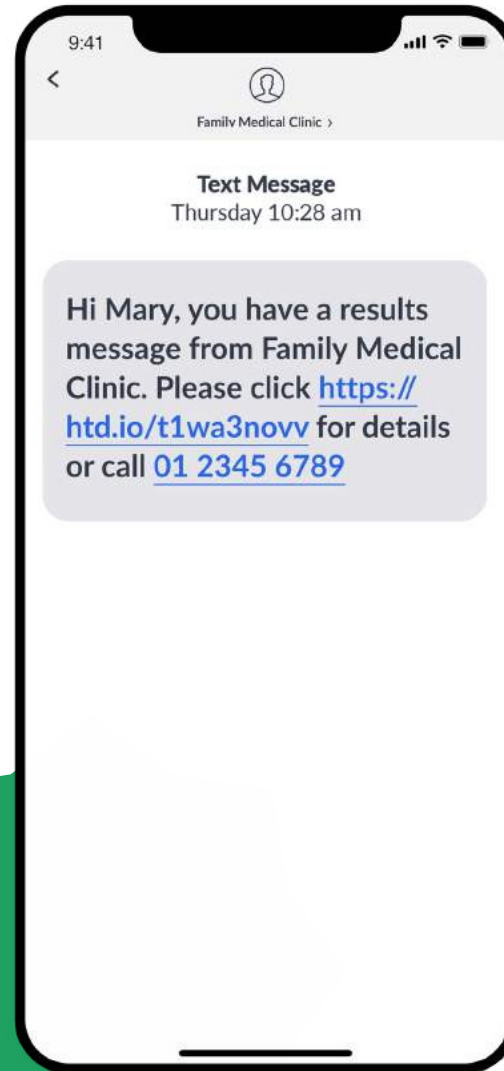 9:41
Family Medical Clinic >
Text Message
Thursday 10:28 am
Hi Mary, you have a results
message from Family Medical
Clinic. Please click https://
htd.io/t1wa3novv for details
or call 01 2345 6789